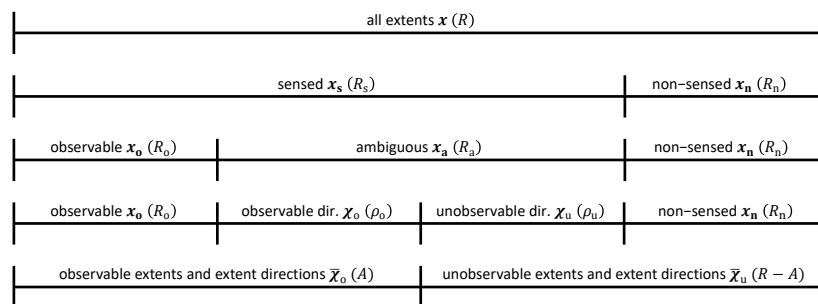 all extents x (R)
sensed xₛ (Rₛ) non−sensed xₙ (Rₙ)
observable xₒ (Rₒ) ambiguous xₐ (Rₐ) non−sensed xₙ (Rₙ)
observable xₒ (Rₒ) observable dir. χₒ (ρₒ) unobservable dir. χᵤ (ρᵤ) non−sensed xₙ (Rₙ)
observable extents and extent directions χ̅ₒ (A) unobservable extents and extent directions χ̅ᵤ (R − A)